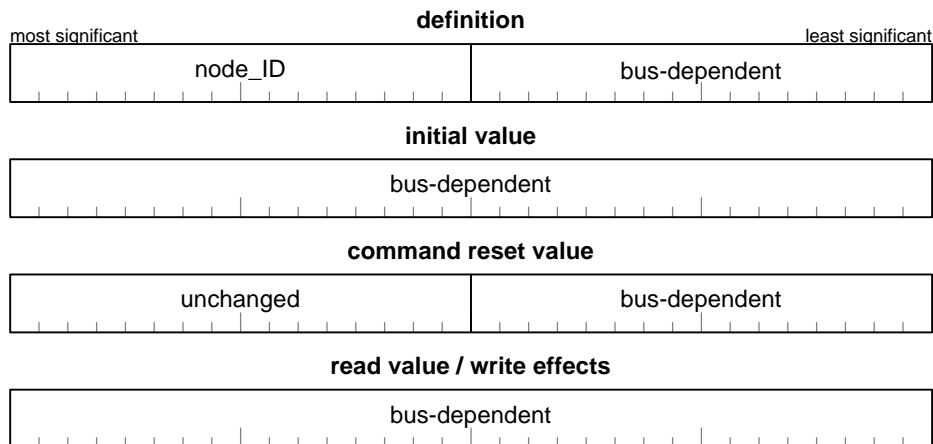 definition
most significant least significant
node_ID bus-dependent
initial value
bus-dependent
command reset value
unchanged bus-dependent
read value / write effects
bus-dependent